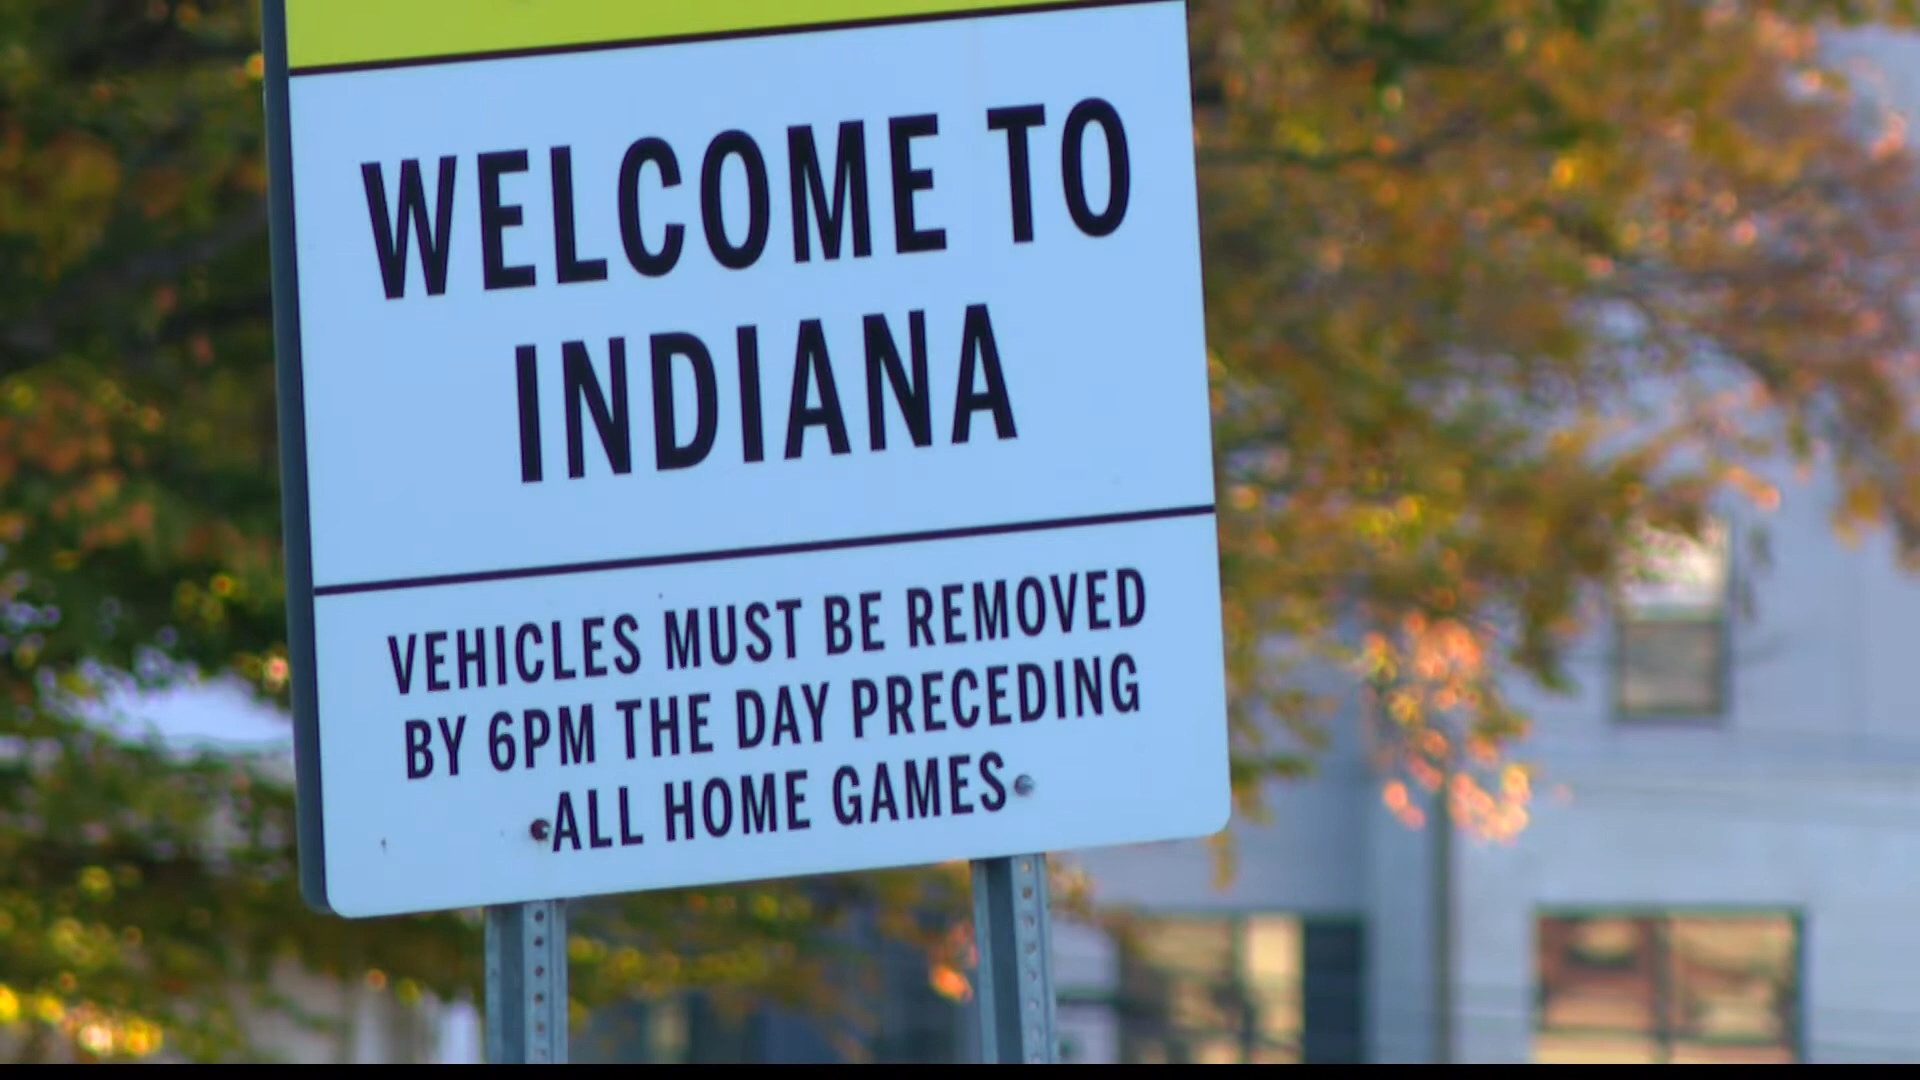 WELCOME TO
INDIANA
VEHICLES MUST BE REMOVED
BY 6PM THE DAY PRECEDING
ALL HOME GAMES